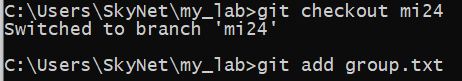 C:\Users\SkyNet\my_lab>git checkout mi24
Switched to branch 'mi24'
C:\Users\SkyNet\my_lab>git add group.txt